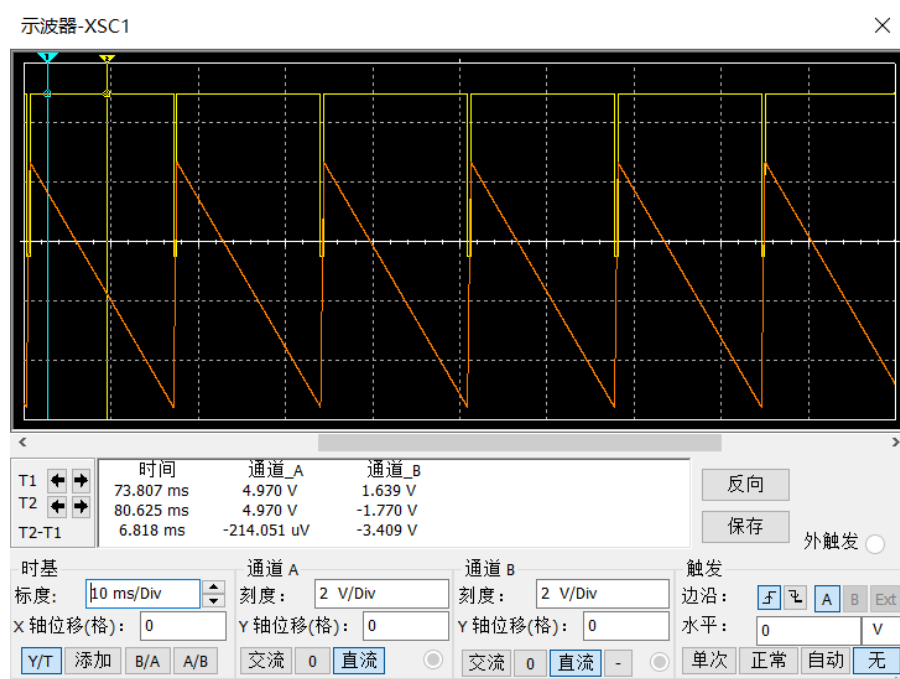 示波器-XSC1
1
2
时间 通道_A 通道_B
T1 73.807 ms 4.970 V 1.639 V
T2 80.625 ms 4.970 V -1.770 V
T2-T1 6.818 ms -214.051 uV -3.409 V
反向
保存
外触发
时基 通道 A 通道 B 触发
标度: 10 ms/Div 刻度: 2 V/Div 刻度: 2 V/Div 边沿: A B Ext
X 轴位移(格): 0 Y 轴位移(格): 0 Y 轴位移(格): 0 水平: 0 V
Y/T 添加 B/A A/B 交流 0 直流 交流 0 直流 - 单次 正常 自动 无